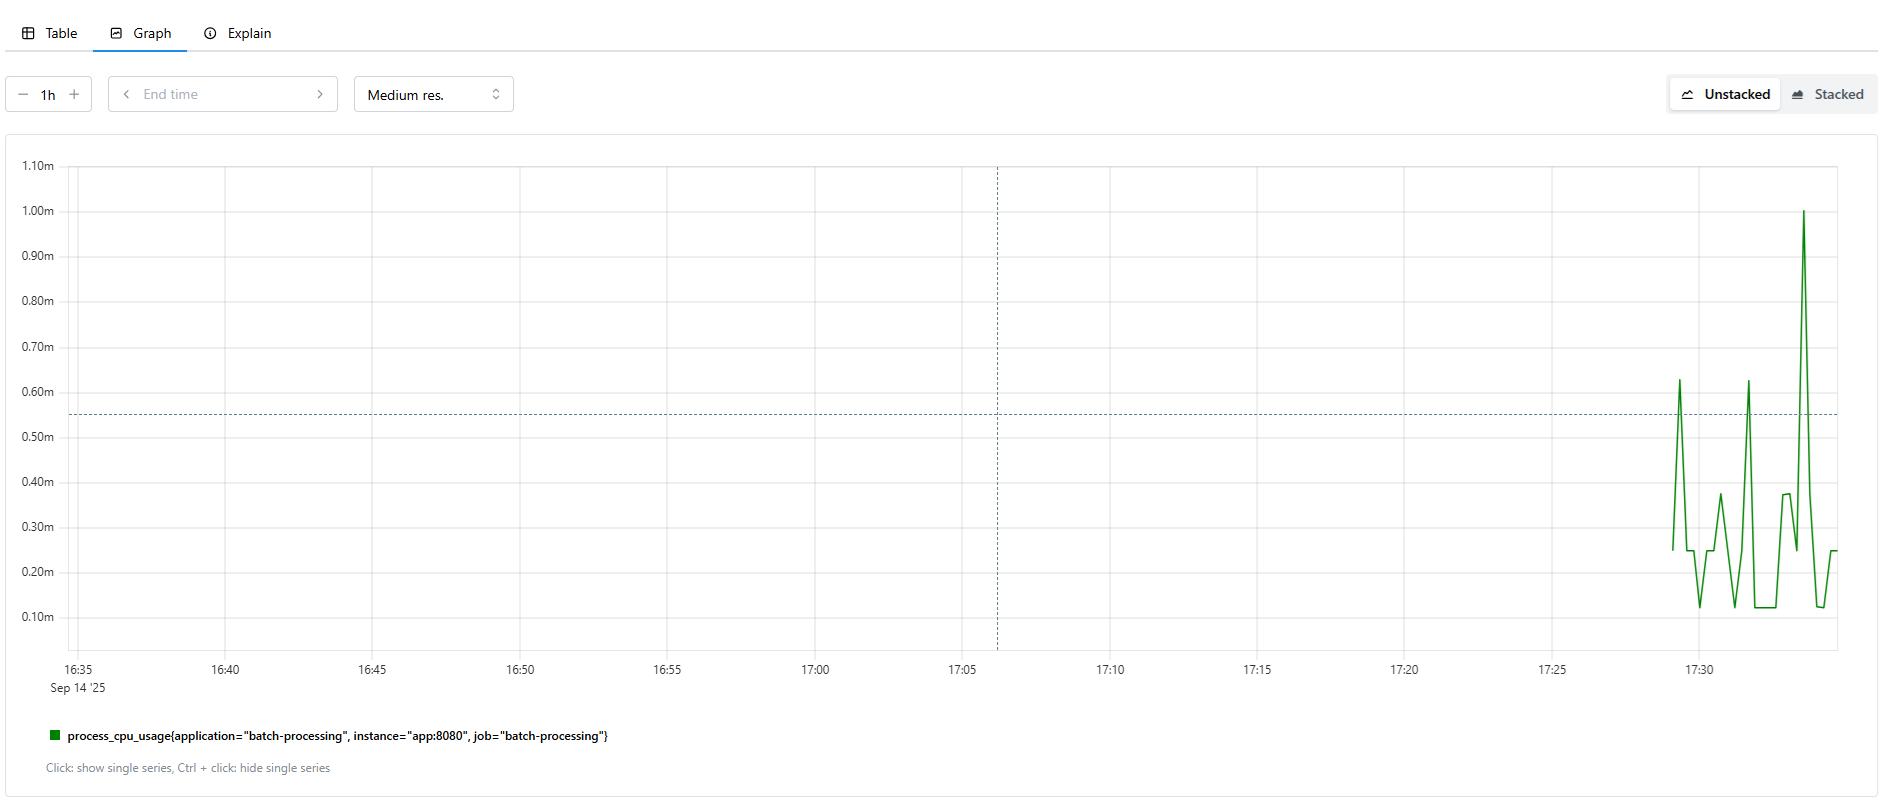 Table Graph Explain
1h End time Medium res. Unstacked Stacked
1.10m
1.00m
0.90m
0.80m
0.70m
0.60m
0.50m
0.40m
0.30m
0.20m
0.10m
16:35 16:40 16:45 16:50 16:55 17:00 17:05 17:10 17:15 17:20 17:25 17:30
Sep 14 '25
process_cpu_usage{application="batch-processing", instance="app:8080", job="batch-processing"}
Click: show single series, Ctrl + click: hide single series